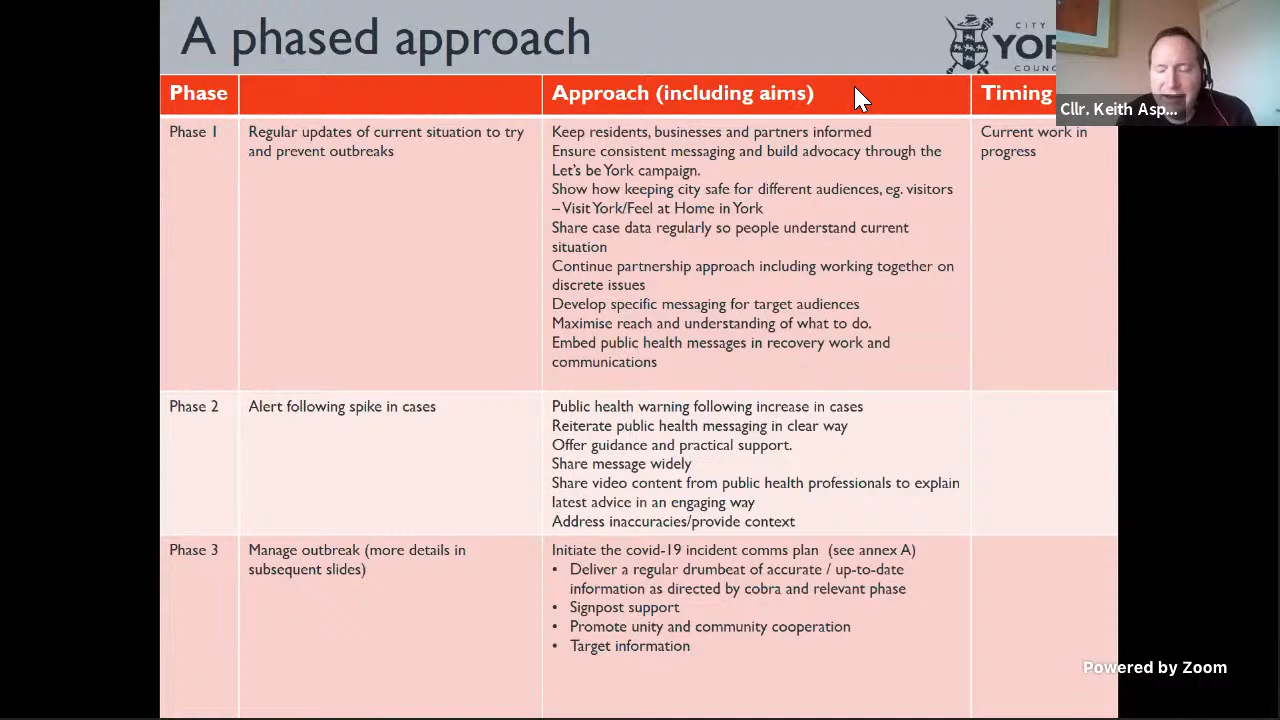 A phased approach
CITY
YOR
COUNC
Cllr. Keith Asp...
Phase
Approach (including aims)
Timing
Phase 1
Regular updates of current situation to try
and prevent outbreaks
Keep residents, businesses and partners informed
Ensure consistent messaging and build advocacy through the
Let's be York campaign.
Show how keeping city safe for different audiences, eg. visitors
– Visit York/Feel at Home in York
Share case data regularly so people understand current
situation
Continue partnership approach including working together on
discrete issues
Develop specific messaging for target audiences
Maximise reach and understanding of what to do.
Embed public health messages in recovery work and
communications
Current work in
progress
Phase 2
Alert following spike in cases
Public health warning following increase in cases
Reiterate public health messaging in clear way
Offer guidance and practical support.
Share message widely
Share video content from public health professionals to explain
latest advice in an engaging way
Address inaccuracies/provide context
Phase 3
Manage outbreak (more details in
subsequent slides)
Initiate the covid-19 incident comms plan (see annex A)
• Deliver a regular drumbeat of accurate / up-to-date
information as directed by cobra and relevant phase
• Signpost support
• Promote unity and community cooperation
• Target information
Powered by Zoom